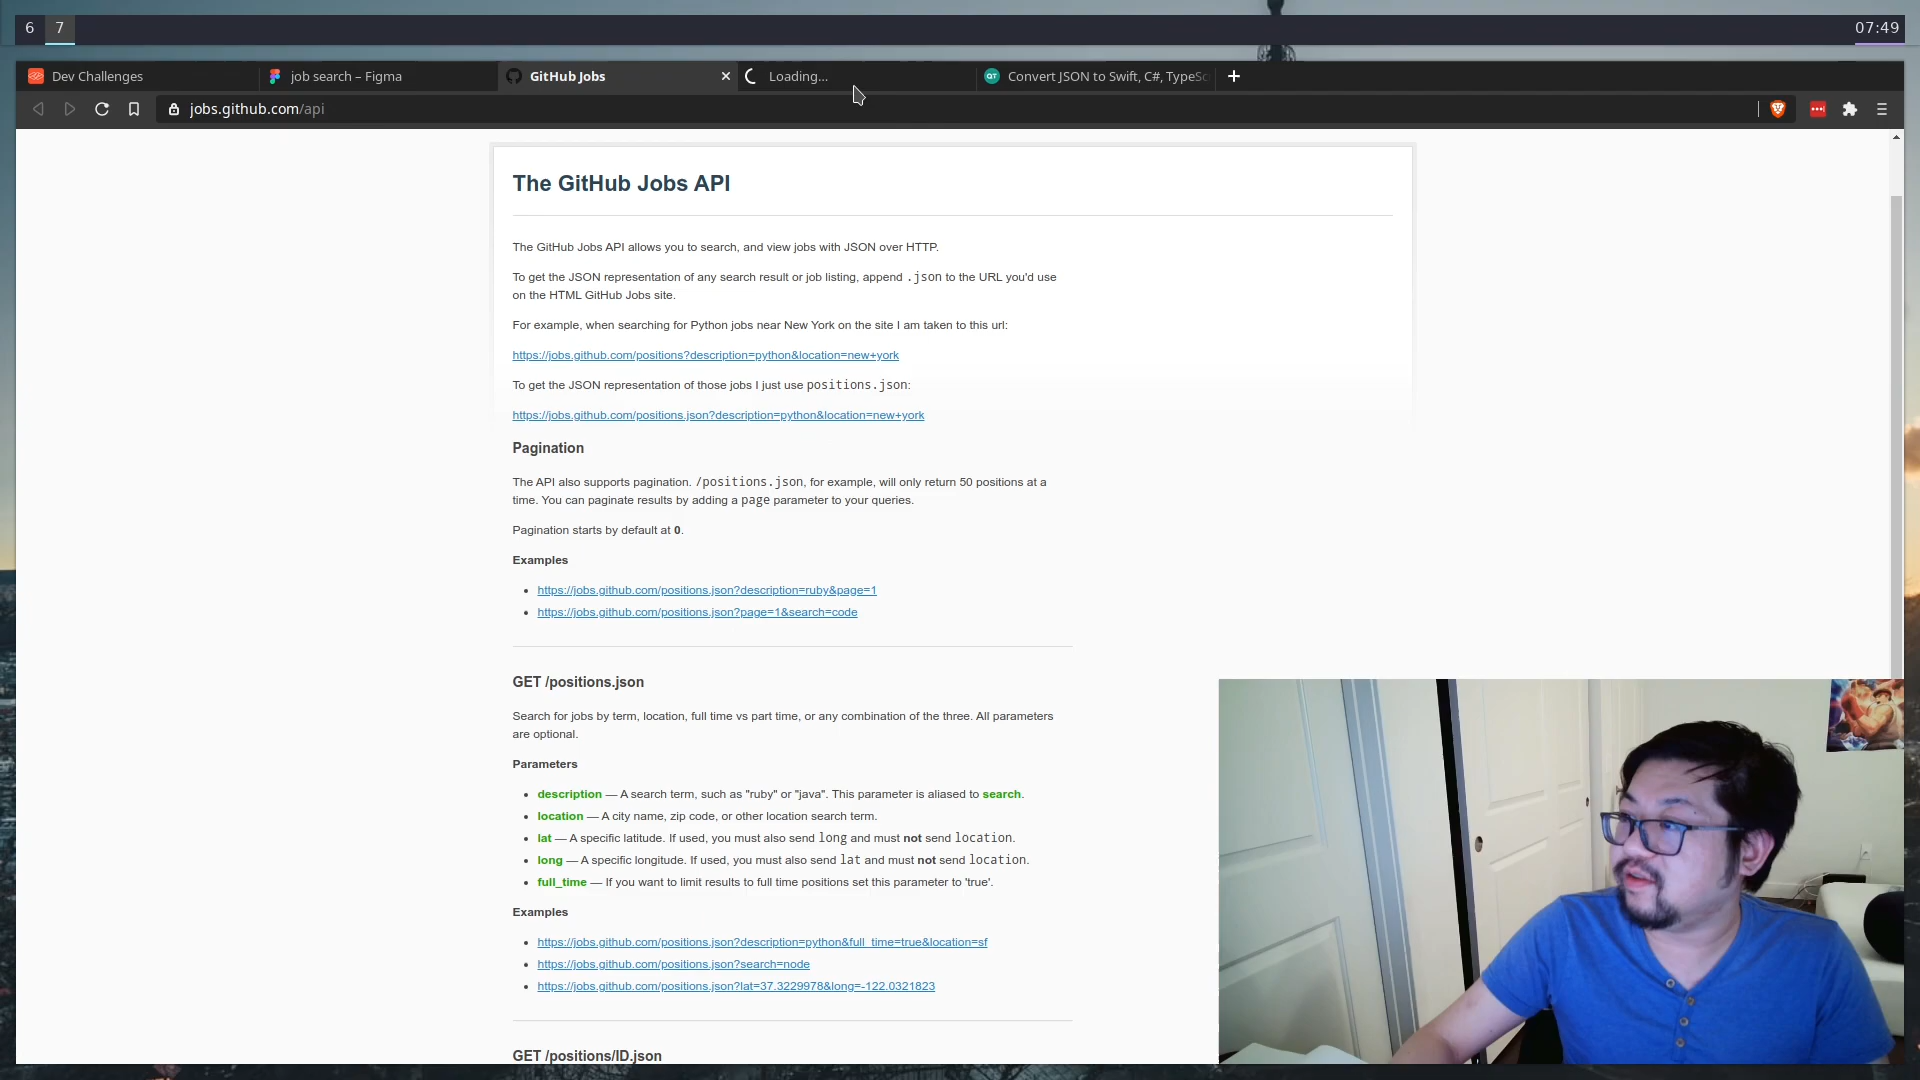 6 7 07:49
Dev Challenges job search – Figma GitHub Jobs Loading... Convert JSON to Swift, C#, TypeSc
jobs.github.com/api
The GitHub Jobs API
The GitHub Jobs API allows you to search, and view jobs with JSON over HTTP.
To get the JSON representation of any search result or job listing, append .json to the URL you'd use
on the HTML GitHub Jobs site.
For example, when searching for Python jobs near New York on the site I am taken to this url:
https://jobs.github.com/positions?description=python&location=new+york
To get the JSON representation of those jobs I just use positions.json:
https://jobs.github.com/positions.json?description=python&location=new+york
Pagination
The API also supports pagination. /positions.json, for example, will only return 50 positions at a
time. You can paginate results by adding a page parameter to your queries.
Pagination starts by default at 0.
Examples
https://jobs.github.com/positions.json?description=ruby&page=1
https://jobs.github.com/positions.json?page=1&search=code
GET /positions.json
Search for jobs by term, location, full time vs part time, or any combination of the three. All parameters
are optional.
Parameters
description — A search term, such as "ruby" or "java". This parameter is aliased to search.
location — A city name, zip code, or other location search term.
lat — A specific latitude. If used, you must also send long and must not send location.
long — A specific longitude. If used, you must also send lat and must not send location.
full_time — If you want to limit results to full time positions set this parameter to 'true'.
Examples
https://jobs.github.com/positions.json?description=python&full_time=true&location=sf
https://jobs.github.com/positions.json?search=node
https://jobs.github.com/positions.json?lat=37.3229978&long=-122.0321823
GET /positions/ID.json